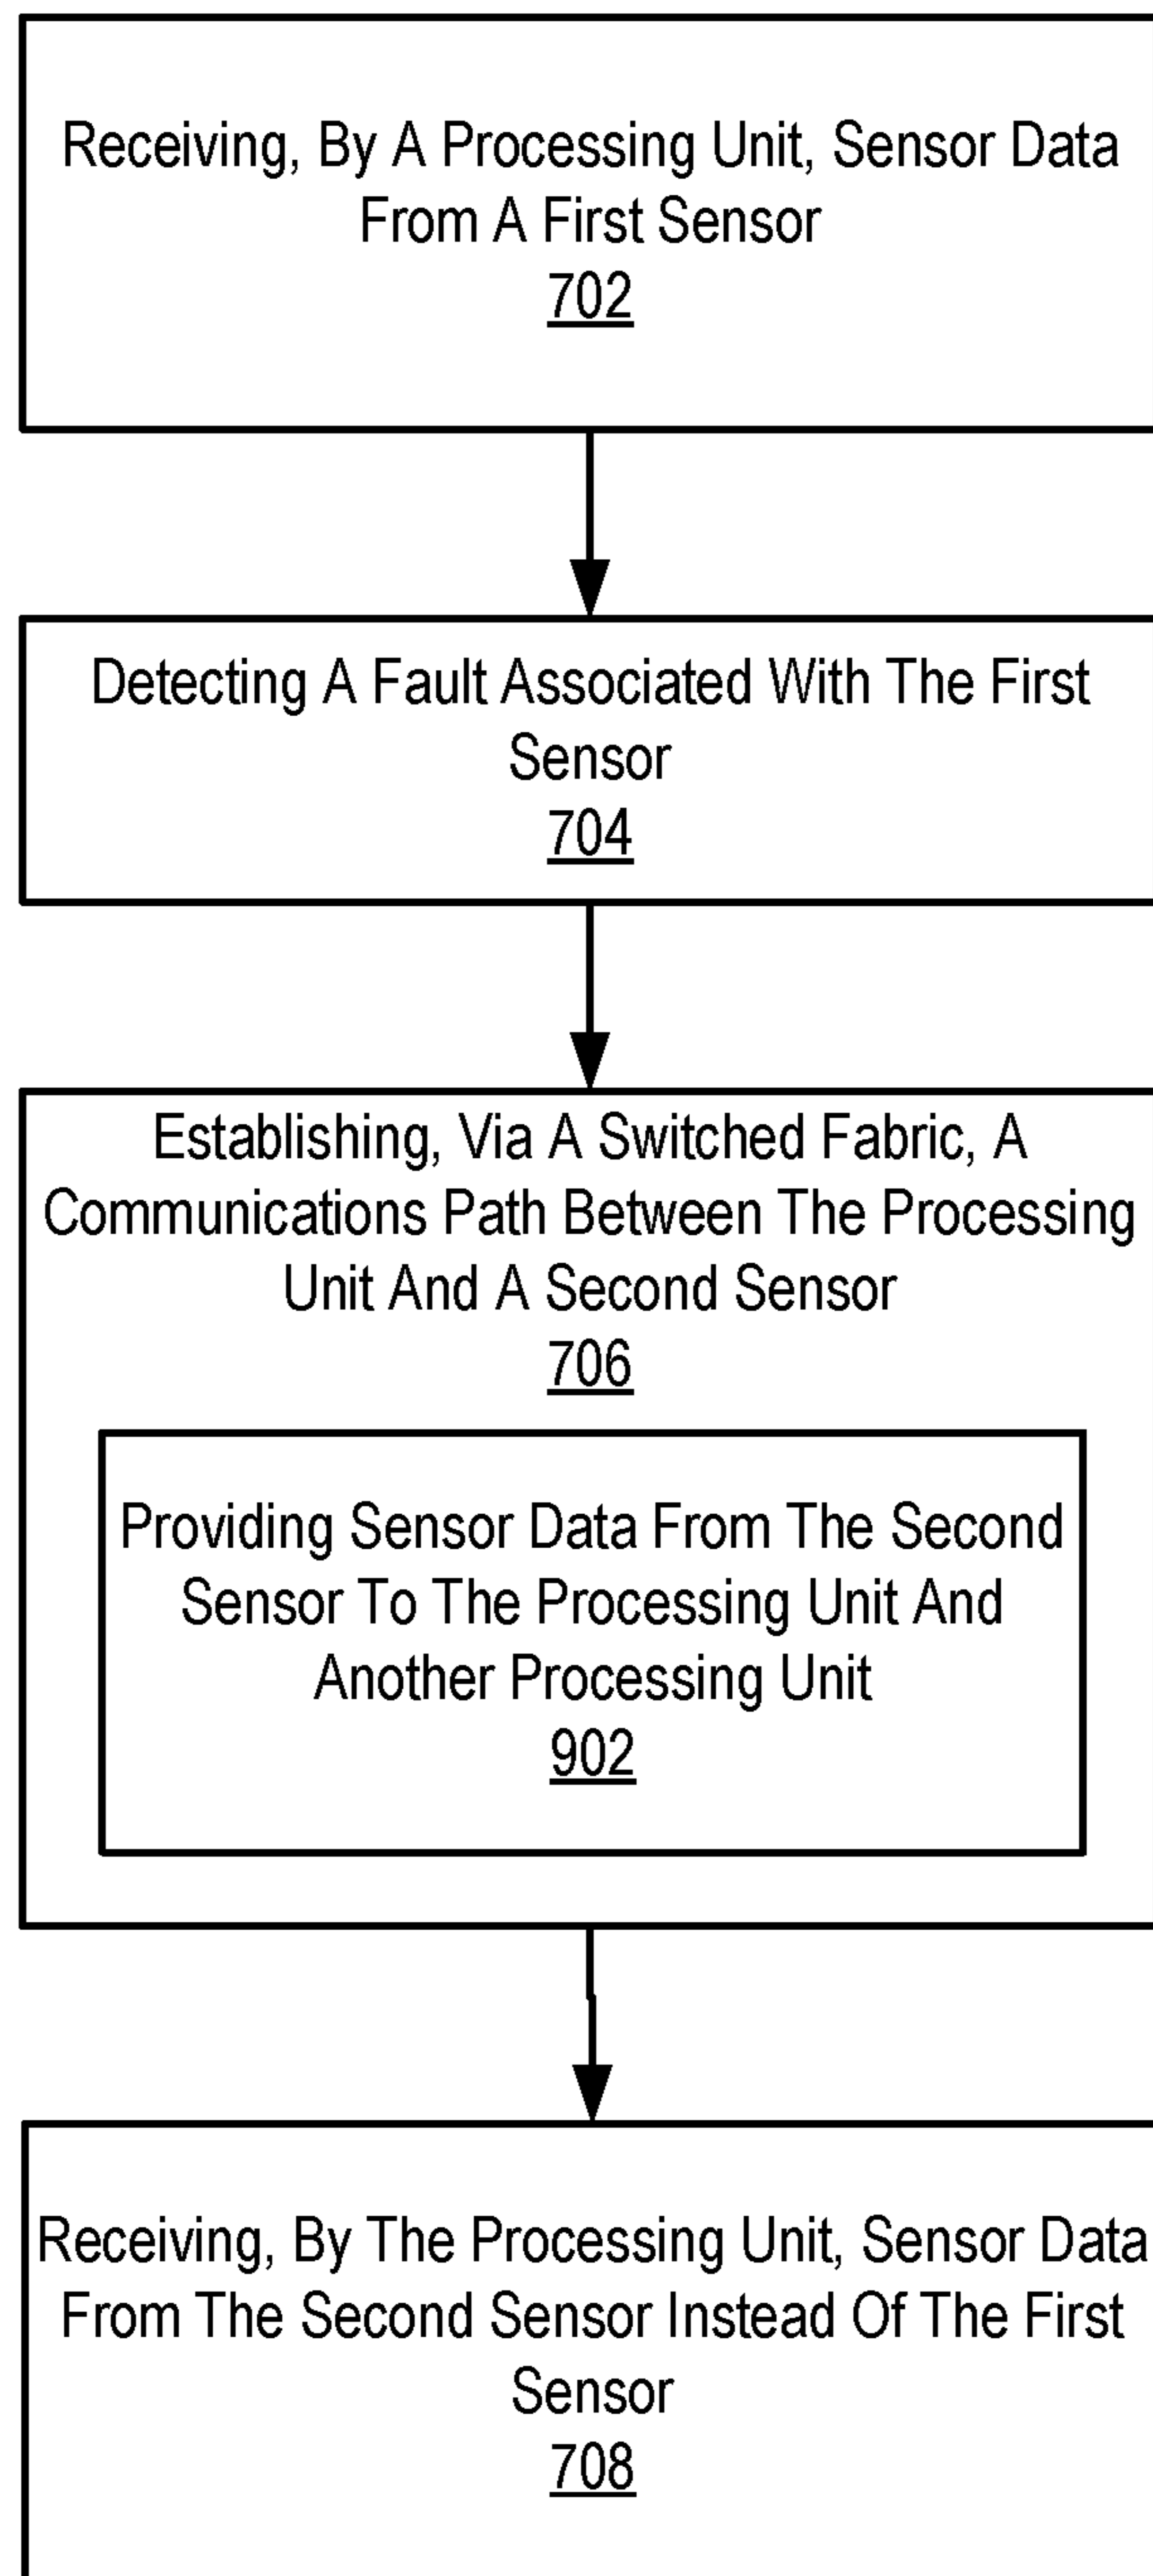 Receiving, By A Processing Unit, Sensor Data
From A First Sensor
702
Detecting A Fault Associated With The First
Sensor
704
Establishing, Via A Switched Fabric, A
Communications Path Between The Processing
Unit And A Second Sensor
706
Providing Sensor Data From The Second
Sensor To The Processing Unit And
Another Processing Unit
902
Receiving, By The Processing Unit, Sensor Data
From The Second Sensor Instead Of The First
Sensor
708